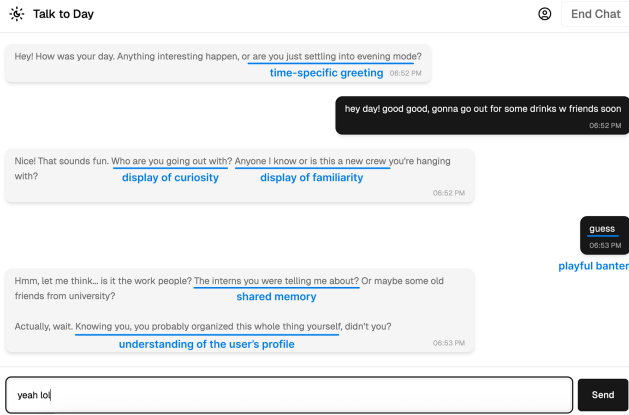 Talk to Day
End Chat
Hey! How was your day. Anything interesting happen, or are you just settling into evening mode?
time-specific greeting
06:52 PM
hey day! good good, gonna go out for some drinks w friends soon
06:52 PM
Nice! That sounds fun. Who are you going out with? Anyone I know or is this a new crew you're hanging
with?
display of curiosity
display of familiarity
06:52 PM
guess
06:53 PM
playful banter
Hmm, let me think... is it the work people? The interns you were telling me about? Or maybe some old
friends from university?
shared memory
Actually, wait. Knowing you, you probably organized this whole thing yourself, didn't you?
understanding of the user's profile
06:53 PM
yeah lol
Send